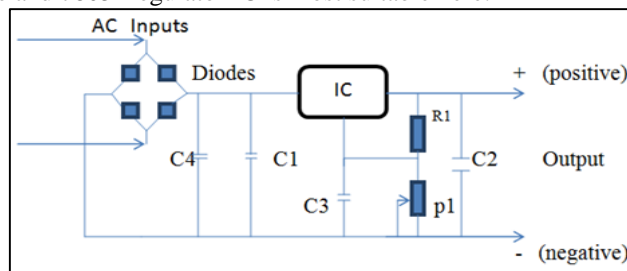 AC Inputs
Diodes
IC
+ (positive)
R1
C4
C1
C2
Output
C3
p1
- (negative)